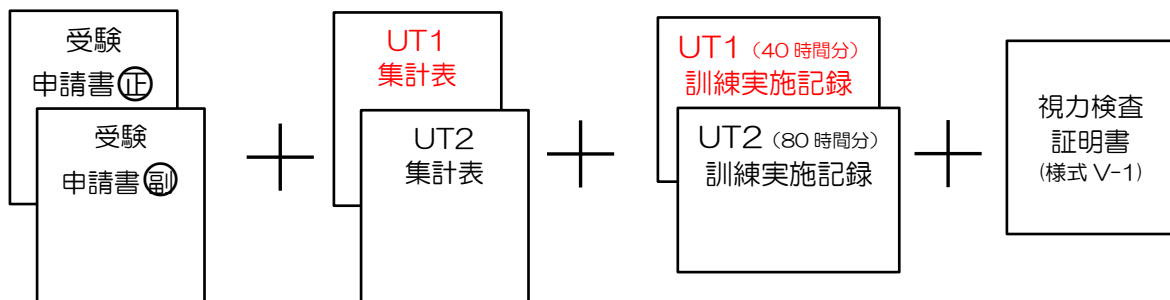 受験
申請書㊣
受験
申請書副
UT1
集計表
UT2
集計表
UT1（40時間分）
訓練実施記録
UT2（80時間分）
訓練実施記録
視力検査
証明書
(様式V-1)